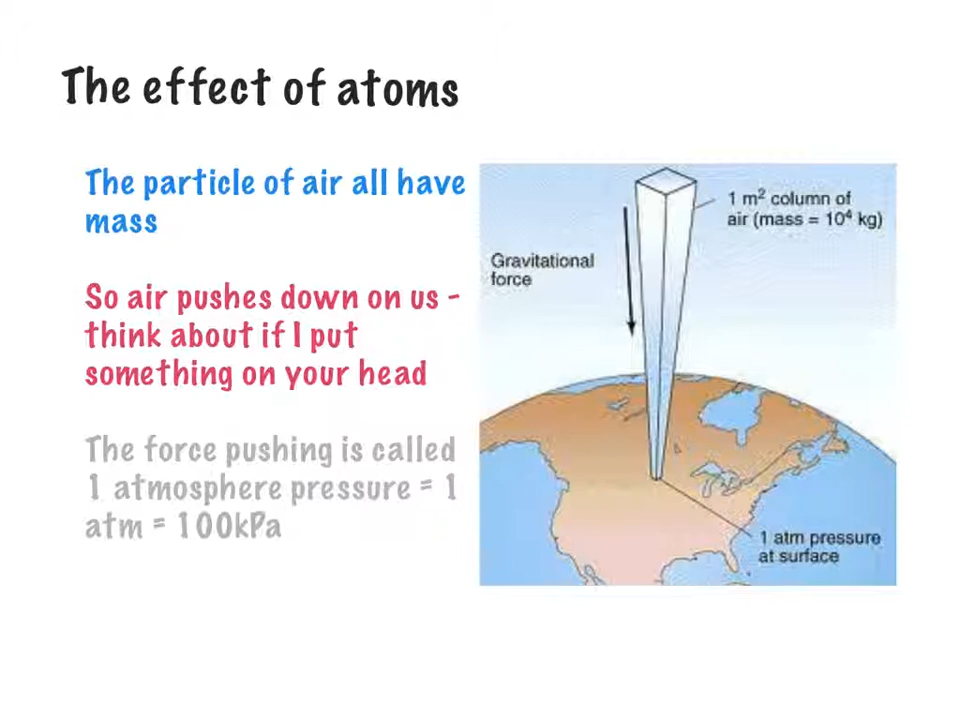 The effect of atoms
The particle of air all have
mass
So air pushes down on us -
think about if I put
something on your head
The force pushing is called
1 atmosphere pressure = 1
atm = 100kPa
1 m² column of
air (mass = 10⁴ kg)
Gravitational
force
1 atm pressure
at surface